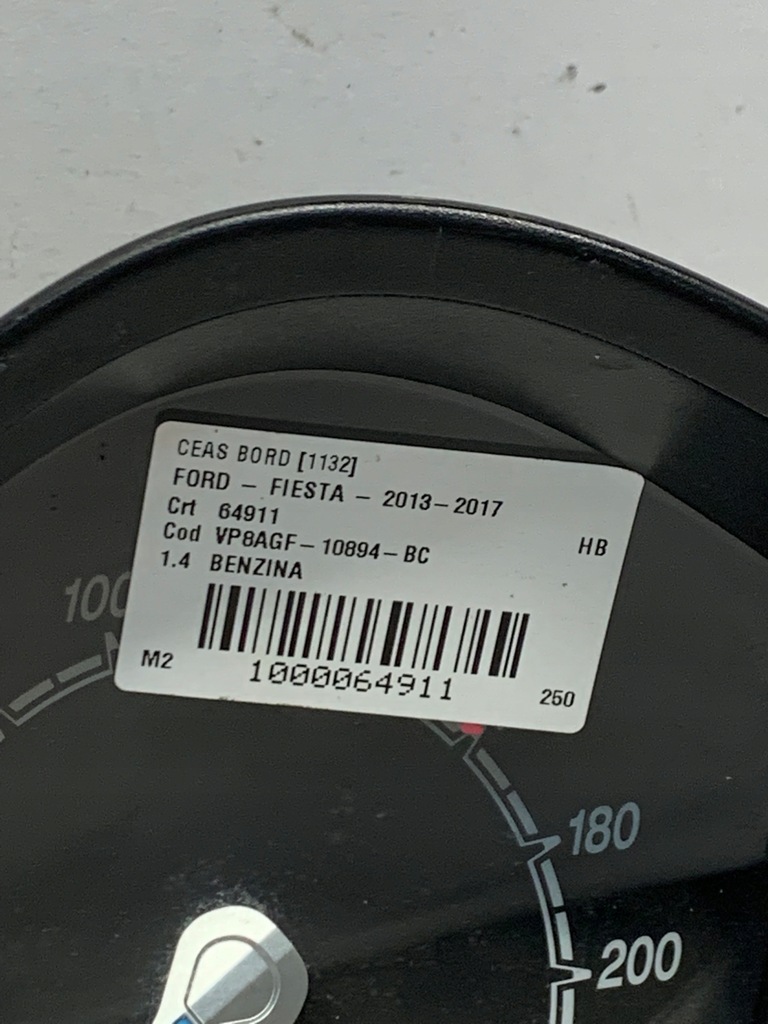 CEAS BORD [1132]
FORD - FIESTA - 2013-2017
Crt 64911
HB
Cod VP8AGF-10894-BC
1.4 BENZINA
M2
1000064911
250
100
180
200